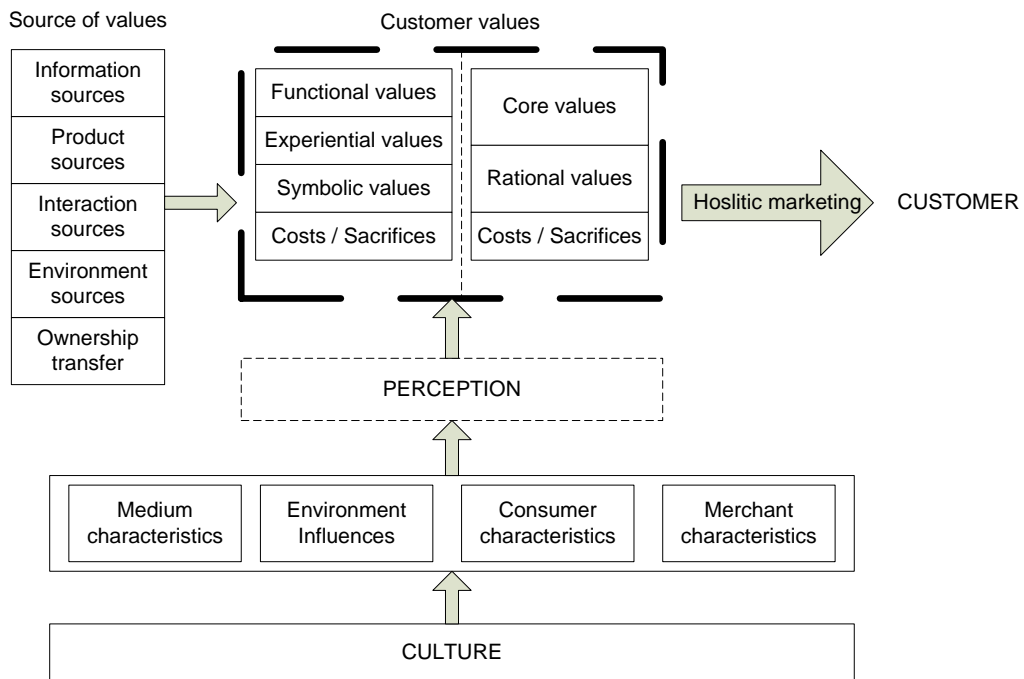 Source of values
Information
sources
Product
sources
Interaction
sources
Environment
sources
Ownership
transfer
Customer values
Functional values
Experiential values
Symbolic values
Costs / Sacrifices
Core values
Rational values
Costs / Sacrifices
Hoslitic marketing
CUSTOMER
PERCEPTION
Medium
characteristics
Environment
Influences
Consumer
characteristics
Merchant
characteristics
CULTURE